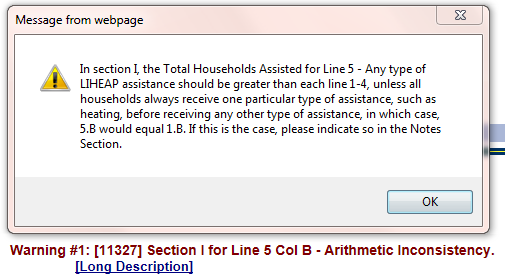 Message from webpage
In section I, the Total Households Assisted for Line 5 - Any type of
LIHEAP assistance should be greater than each line 1-4, unless all
households always receive one particular type of assistance, such as
heating, before receiving any other type of assistance, in which case,
5.B would equal 1.B. If this is the case, please indicate so in the Notes
Section.
OK
Warning #1: [11327] Section I for Line 5 Col B - Arithmetic Inconsistency.
[Long Description]